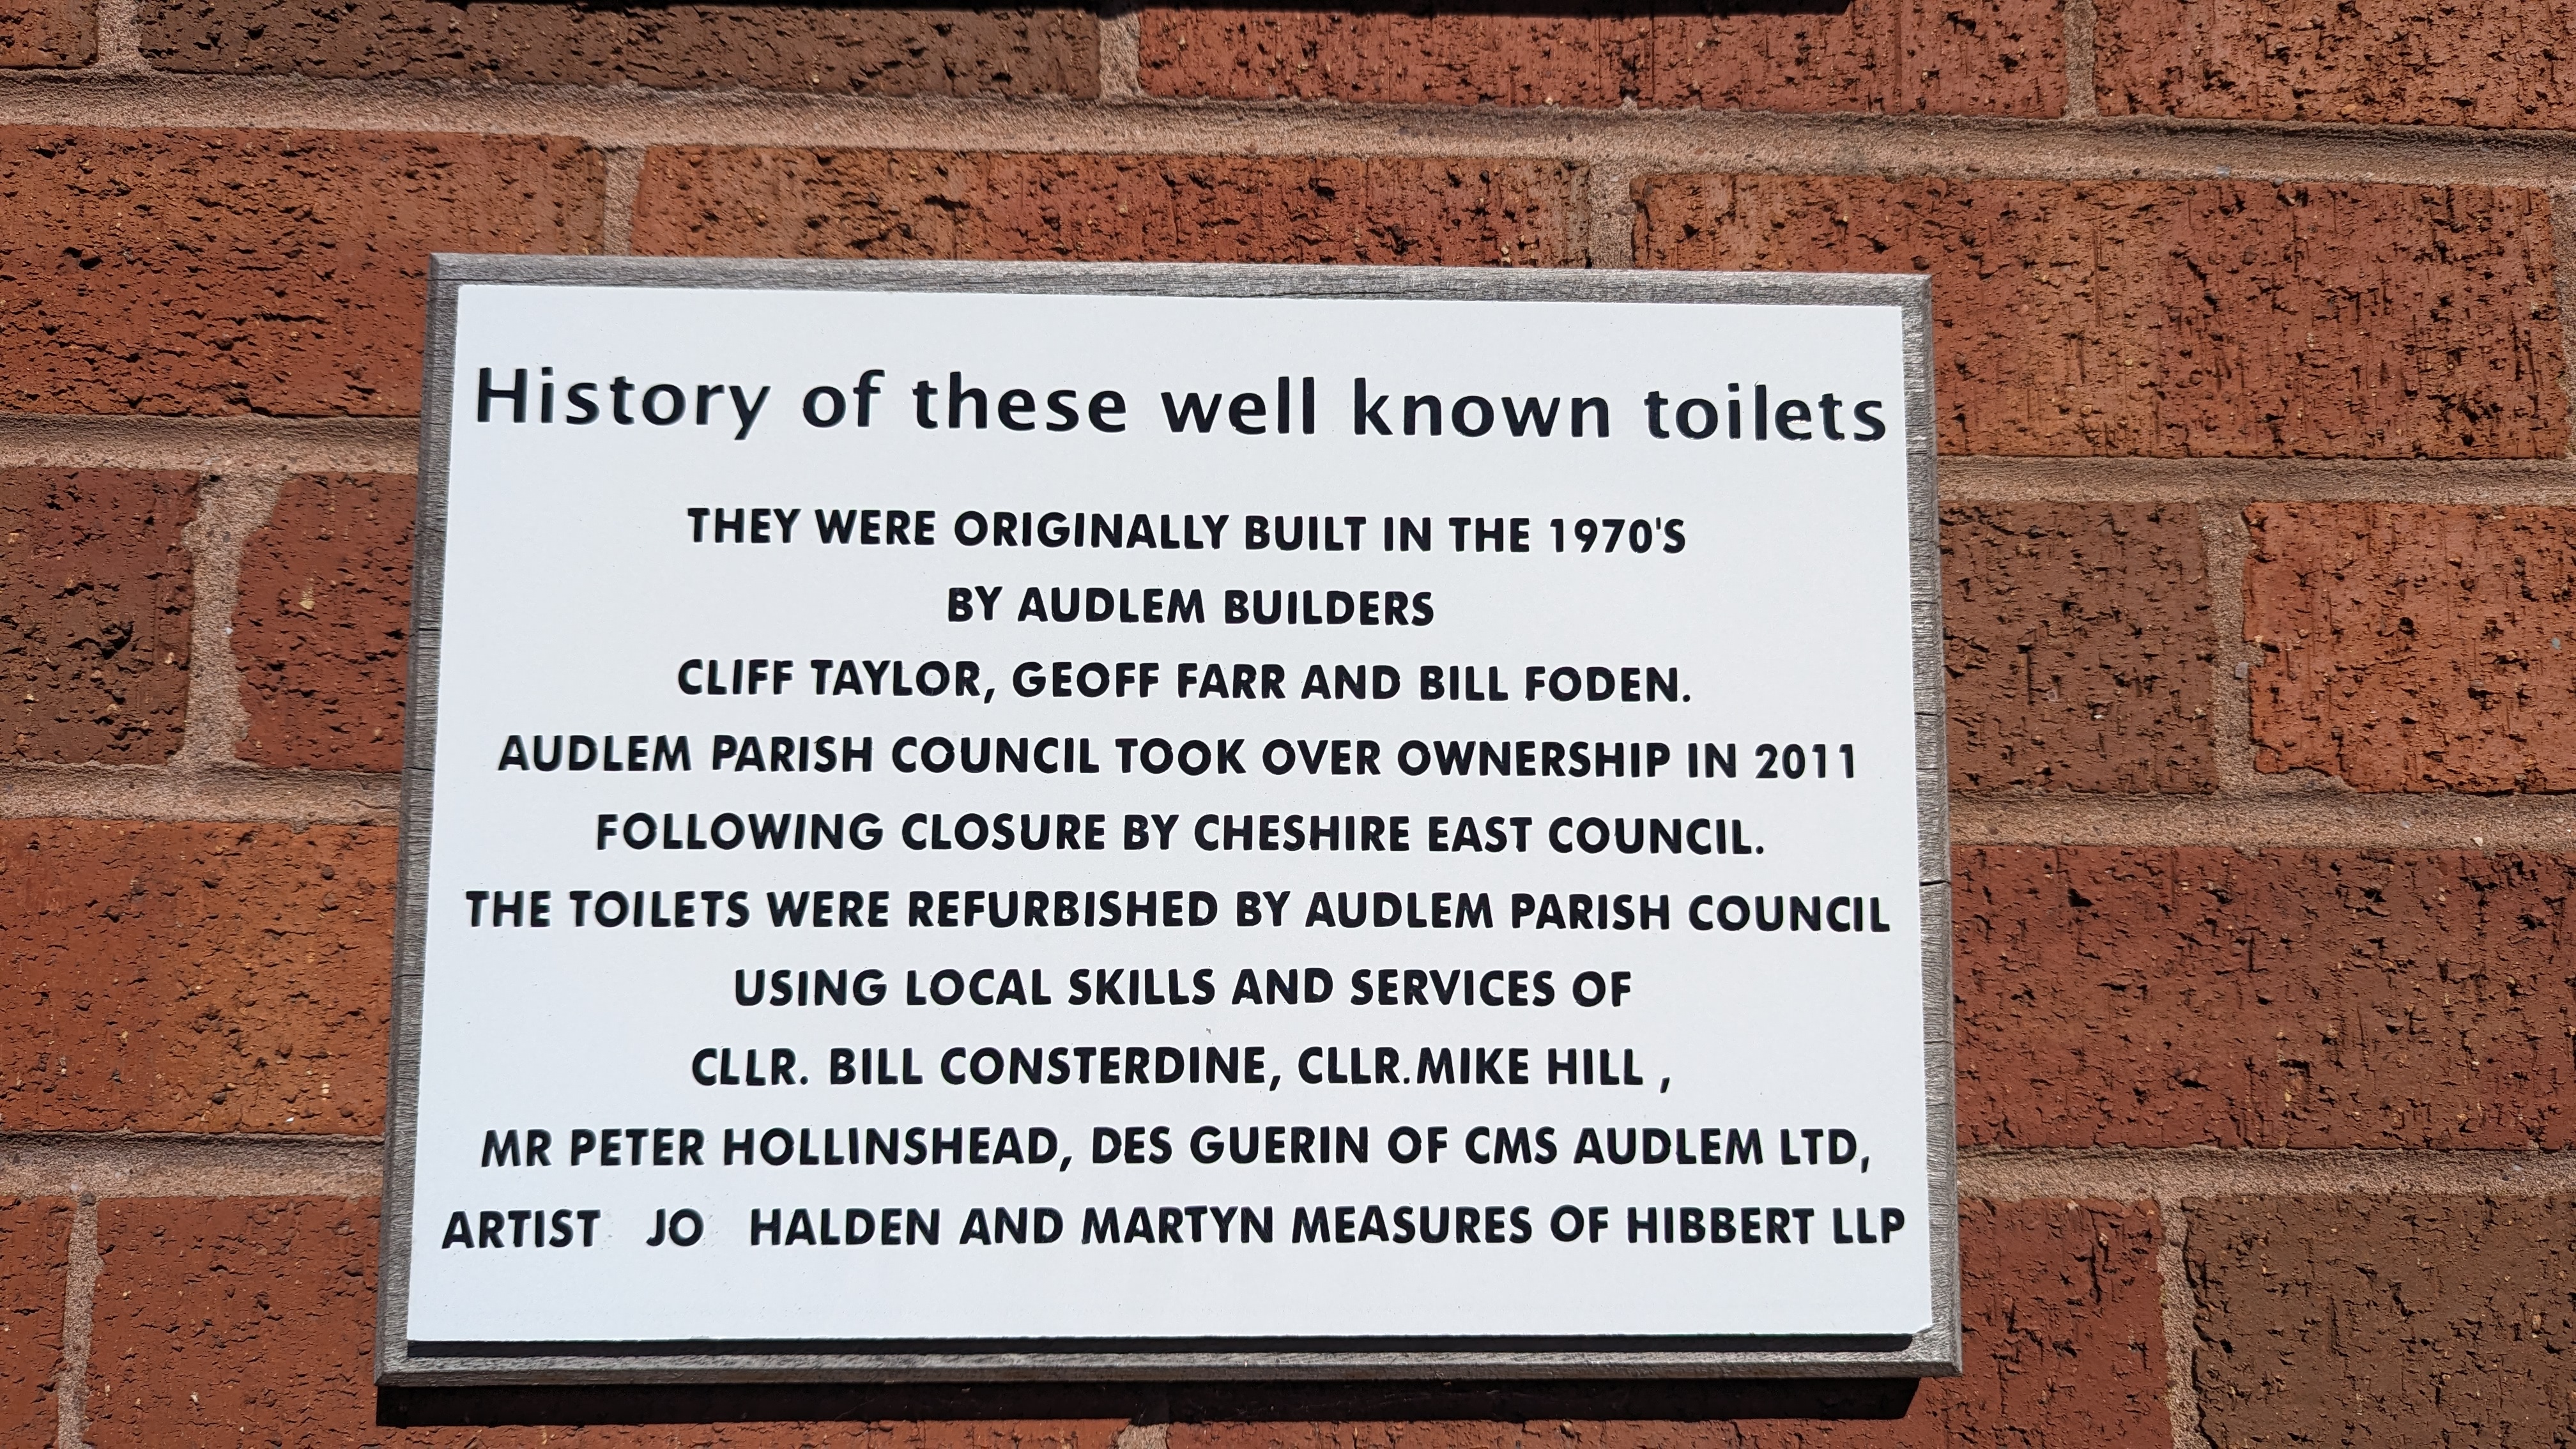 History of these well known toilets
THEY WERE ORIGINALLY BUILT IN THE 1970'S
BY AUDLEM BUILDERS
CLIFF TAYLOR, GEOFF FARR AND BILL FODEN.
AUDLEM PARISH COUNCIL TOOK OVER OWNERSHIP IN 2011
FOLLOWING CLOSURE BY CHESHIRE EAST COUNCIL.
THE TOILETS WERE REFURBISHED BY AUDLEM PARISH COUNCIL
USING LOCAL SKILLS AND SERVICES OF
CLLR. BILL CONSTERDINE, CLLR.MIKE HILL ,
MR PETER HOLLINSHEAD, DES GUERIN OF CMS AUDLEM LTD,
ARTIST JO HALDEN AND MARTYN MEASURES OF HIBBERT LLP